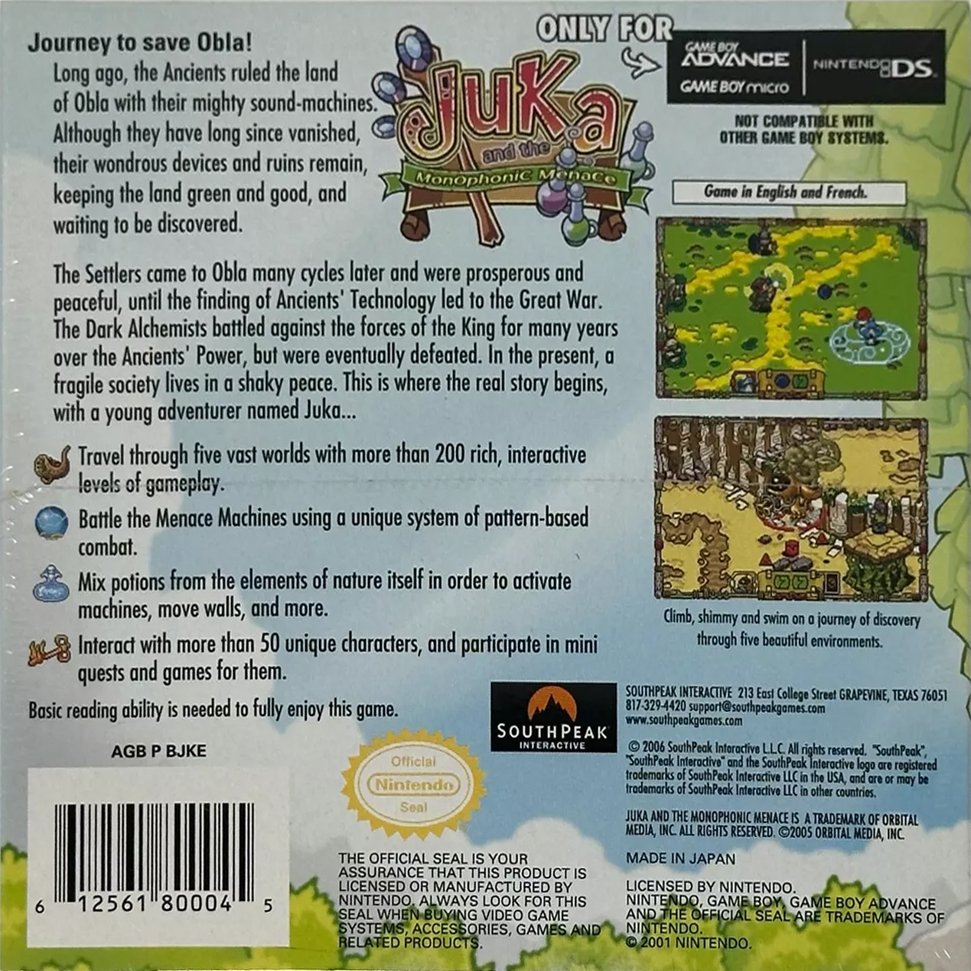 Journey to save Obla!
Long ago, the Ancients ruled the land
of Obla with their mighty sound-machines.
Although they have long since vanished,
their wondrous devices and ruins remain,
keeping the land green and good, and
waiting to be discovered.
Juka
and the
Monophonic Menace
ONLY FOR
GAME BOY
ADVANCE
GAME BOY micro
NINTENDO DS™
NOT COMPATIBLE WITH
OTHER GAME BOY SYSTEMS.
Game in English and French.
The Settlers came to Obla many cycles later and were prosperous and
peaceful, until the finding of Ancients' Technology led to the Great War.
The Dark Alchemists battled against the forces of the King for many years
over the Ancients' Power, but were eventually defeated. In the present, a
fragile society lives in a shaky peace. This is where the real story begins,
with a young adventurer named Juka...
Travel through five vast worlds with more than 200 rich, interactive
levels of gameplay.
Battle the Menace Machines using a unique system of pattern-based
combat.
Mix potions from the elements of nature itself in order to activate
machines, move walls, and more.
Interact with more than 50 unique characters, and participate in mini
quests and games for them.
Basic reading ability is needed to fully enjoy this game.
Climb, shimmy and swim on a journey of discovery
through five beautiful environments.
AGB P BJKE
6 12561 80004 5
Official
Nintendo
Seal
THE OFFICIAL SEAL IS YOUR
ASSURANCE THAT THIS PRODUCT IS
LICENSED OR MANUFACTURED BY
NINTENDO. ALWAYS LOOK FOR THIS
SEAL WHEN BUYING VIDEO GAME
SYSTEMS, ACCESSORIES, GAMES AND
RELATED PRODUCTS.
SOUTHPEAK
INTERACTIVE
SOUTHPEAK INTERACTIVE 213 East College Street GRAPEVINE, TEXAS 76051
817-329-4420 support@southpeakgames.com
www.southpeakgames.com
© 2006 SouthPeak Interactive L.L.C. All rights reserved. "SouthPeak",
"SouthPeak Interactive" and the SouthPeak Interactive logo are registered
trademarks of SouthPeak Interactive LLC in the USA, and are or may be
trademarks of SouthPeak Interactive LLC in other countries.
JUKA AND THE MONOPHONIC MENACE IS A TRADEMARK OF ORBITAL
MEDIA, INC. ALL RIGHTS RESERVED. ©2005 ORBITAL MEDIA, INC.
MADE IN JAPAN
LICENSED BY NINTENDO.
NINTENDO, GAME BOY, GAME BOY ADVANCE
AND THE OFFICIAL SEAL ARE TRADEMARKS OF
NINTENDO.
© 2001 NINTENDO.